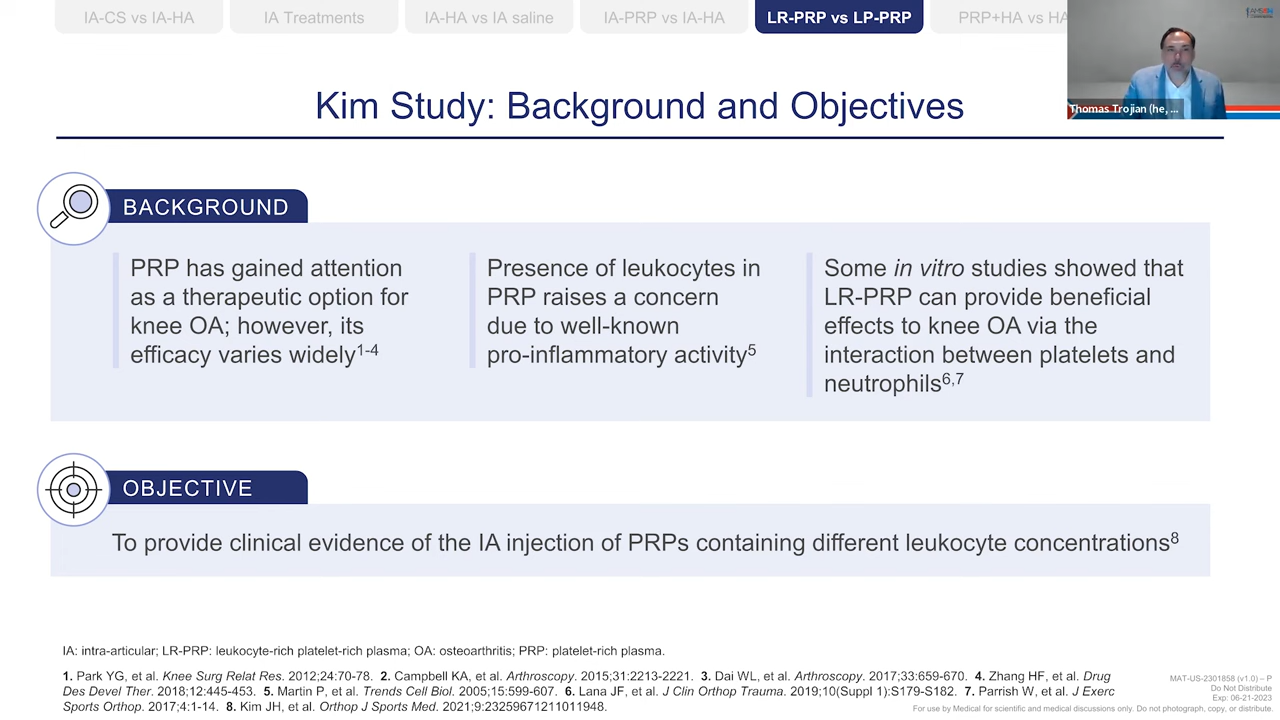 IA-CS vs IA-HA
IA Treatments
IA-HA vs IA saline
IA-PRP vs IA-HA
LR-PRP vs LP-PRP
PRP+HA vs HA
Thomas Trojian (he, ...
Kim Study: Background and Objectives
BACKGROUND
PRP has gained attention
as a therapeutic option for
knee OA; however, its
efficacy varies widely1-4
Presence of leukocytes in
PRP raises a concern
due to well-known
pro-inflammatory activity5
Some in vitro studies showed that
LR-PRP can provide beneficial
effects to knee OA via the
interaction between platelets and
neutrophils6,7
OBJECTIVE
To provide clinical evidence of the IA injection of PRPs containing different leukocyte concentrations8
IA: intra-articular; LR-PRP: leukocyte-rich platelet-rich plasma; OA: osteoarthritis; PRP: platelet-rich plasma.
1. Park YG, et al. Knee Surg Relat Res. 2012;24:70-78. 2. Campbell KA, et al. Arthroscopy. 2015;31:2213-2221. 3. Dai WL, et al. Arthroscopy. 2017;33:659-670. 4. Zhang HF, et al. Drug
Des Devel Ther. 2018;12:445-453. 5. Martin P, et al. Trends Cell Biol. 2005;15:599-607. 6. Lana JF, et al. J Clin Orthop Trauma. 2019;10(Suppl 1):S179-S182. 7. Parrish W, et al. J Exerc
Sports Orthop. 2017;4:1-14. 8. Kim JH, et al. Orthop J Sports Med. 2021;9:23259671211011948.
MAT-US-2301858 (v1.0) – P
Do Not Distribute
Exp: 06-21-2023
For use by Medical for scientific and medical discussions only. Do not photograph, copy, or distribute.